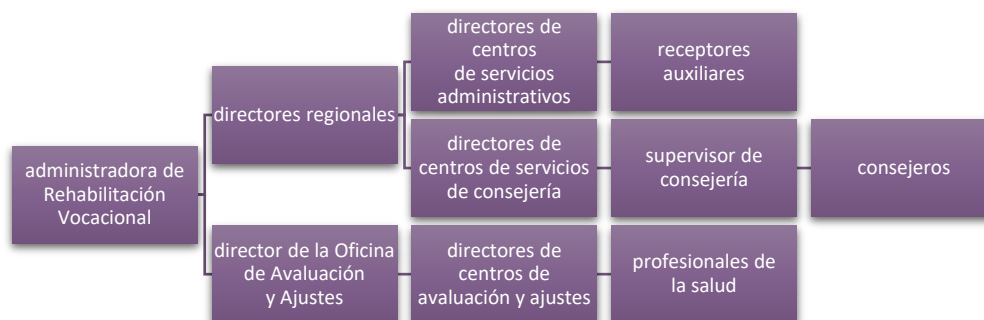 administradora de
Rehabilitación
Vocacional
directores regionales
directores de
centros
de servicios
administrativos
receptores
auxiliares
directores de
centros de servicios
de consejería
supervisor de
consejería
consejeros
director de la Oficina
de Avaluación
y Ajustes
directores de
centros de
avaluación y ajustes
profesionales de
la salud